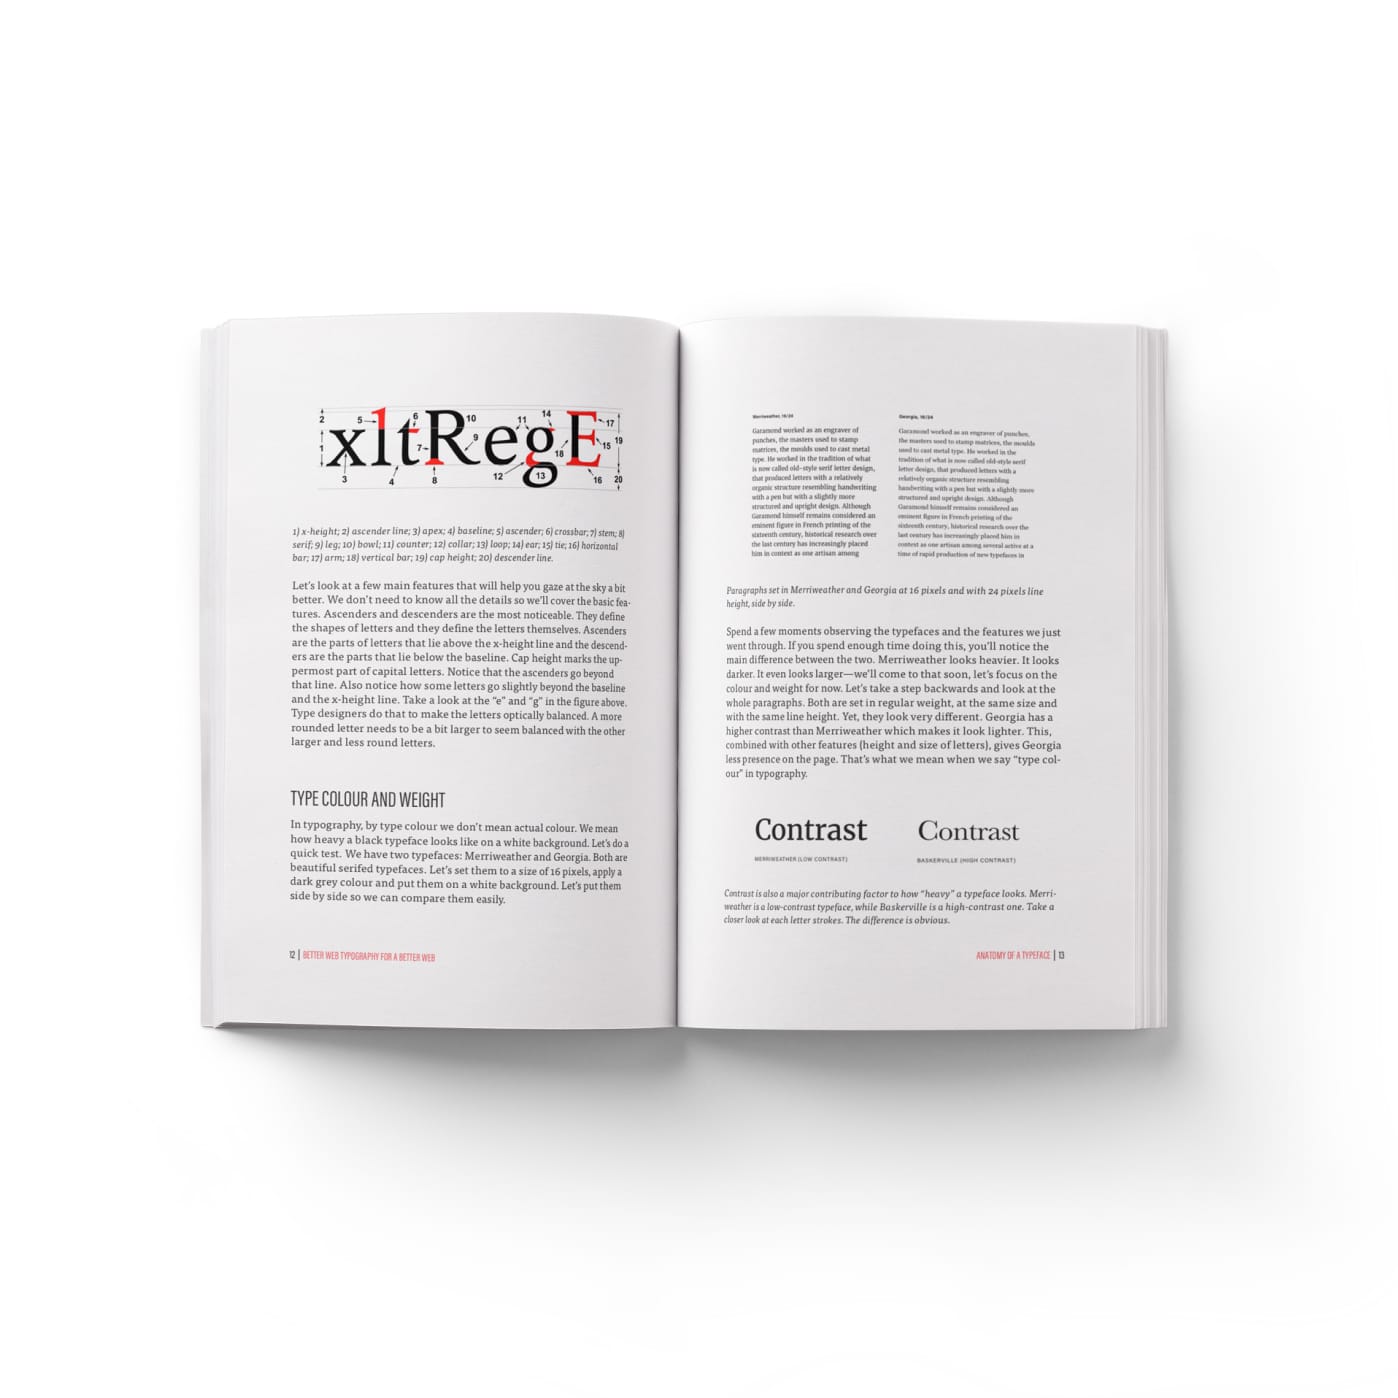 xltRegE
2
1
5
3
4
6
7
8
10
9
11
12
14
13
18
17
15
16
19
20
1) x-height; 2) ascender line; 3) apex; 4) baseline; 5) ascender; 6) crossbar; 7) stem; 8)
serif; 9) leg; 10) bowl; 11) counter; 12) collar; 13) loop; 14) ear; 15) tie; 16) horizontal
bar; 17) arm; 18) vertical bar; 19) cap height; 20) descender line.
Let's look at a few main features that will help you gaze at the sky a bit
better. We don't need to know all the details so we'll cover the basic fea-
tures. Ascenders and descenders are the most noticeable. They define
the shapes of letters and they define the letters themselves. Ascenders
are the parts of letters that lie above the x-height line and the descend-
ers are the parts that lie below the baseline. Cap height marks the up-
permost part of capital letters. Notice that the ascenders go beyond
that line. Also notice how some letters go slightly beyond the baseline
and the x-height line. Take a look at the “e” and “g” in the figure above.
Type designers do that to make the letters optically balanced. A more
rounded letter needs to be a bit larger to seem balanced with the other
larger and less round letters.
TYPE COLOUR AND WEIGHT
In typography, by type colour we don't mean actual colour. We mean
how heavy a black typeface looks like on a white background. Let's do a
quick test. We have two typefaces: Merriweather and Georgia. Both are
beautiful serifed typefaces. Let's set them to a size of 16 pixels, apply a
dark grey colour and put them on a white background. Let's put them
side by side so we can compare them easily.
12 | BETTER WEB TYPOGRAPHY FOR A BETTER WEB
Merriweather, 16/24
Garamond worked as an engraver of
punches, the masters used to stamp
matrices, the moulds used to cast metal
type. He worked in the tradition of what
is now called old-style serif letter design,
that produced letters with a relatively
organic structure resembling handwriting
with a pen but with a slightly more
structured and upright design. Although
Garamond himself remains considered an
eminent figure in French printing of the
sixteenth century, historical research over
the last century has increasingly placed
him in context as one artisan among
Georgia, 16/24
Garamond worked as an engraver of punches,
the masters used to stamp matrices, the moulds
used to cast metal type. He worked in the
tradition of what is now called old-style serif
letter design, that produced letters with a
relatively organic structure resembling
handwriting with a pen but with a slightly more
structured and upright design. Although
Garamond himself remains considered an
eminent figure in French printing of the
sixteenth century, historical research over the
last century has increasingly placed him in
context as one artisan among several active at a
time of rapid production of new typefaces in
Paragraphs set in Merriweather and Georgia at 16 pixels and with 24 pixels line
height, side by side.
Spend a few moments observing the typefaces and the features we just
went through. If you spend enough time doing this, you'll notice the
main difference between the two. Merriweather looks heavier. It looks
darker. It even looks larger—we'll come to that soon, let's focus on the
colour and weight for now. Let's take a step backwards and look at the
whole paragraphs. Both are set in regular weight, at the same size and
with the same line height. Yet, they look very different. Georgia has a
higher contrast than Merriweather which makes it look lighter. This,
combined with other features (height and size of letters), gives Georgia
less presence on the page. That's what we mean when we say “type col-
our” in typography.
Contrast
MERRIWEATHER (LOW CONTRAST)
Contrast
BASKERVILLE (HIGH CONTRAST)
Contrast is also a major contributing factor to how “heavy” a typeface looks. Merri-
weather is a low-contrast typeface, while Baskerville is a high-contrast one. Take a
closer look at each letter strokes. The difference is obvious.
ANATOMY OF A TYPEFACE | 13